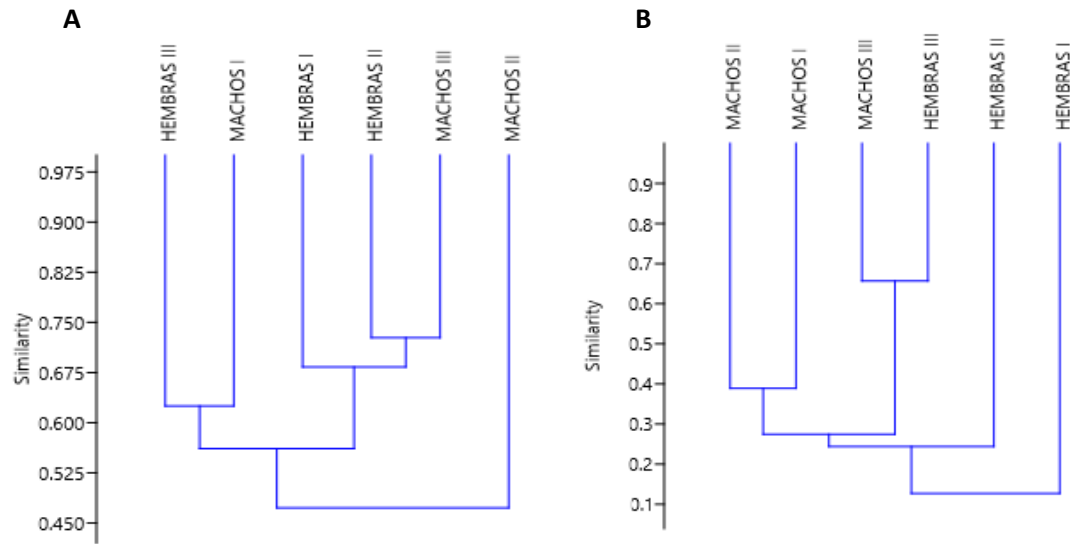 A
HEMBRAS III
MACHOS I
HEMBRAS I
HEMBRAS II
MACHOS III
MACHOS II
Similarity
0.975
0.900
0.825
0.750
0.675
0.600
0.525
0.450
B
MACHOS II
MACHOS I
MACHOS III
HEMBRAS III
HEMBRAS II
HEMBRAS I
Similarity
0.9
0.8
0.7
0.6
0.5
0.4
0.3
0.2
0.1